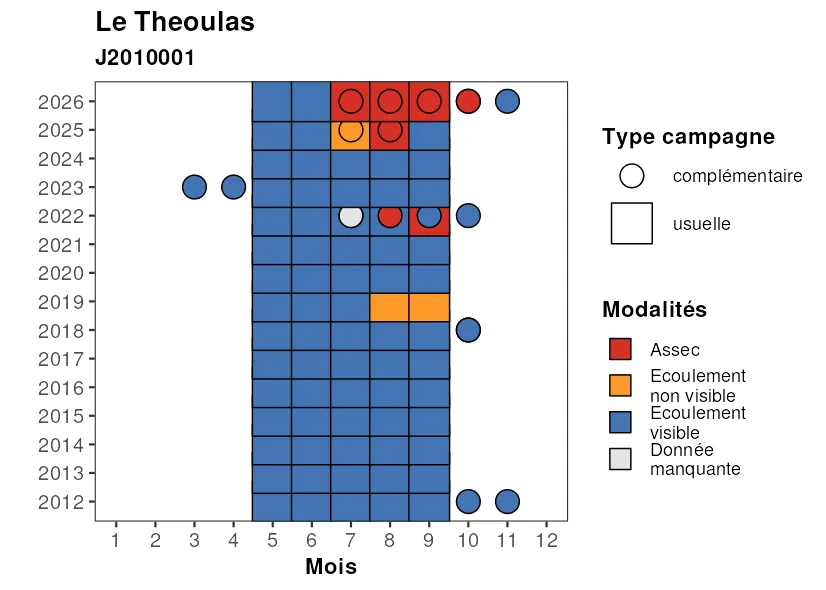 Le Theoulas
J2010001
2026
2025
2024
2023
2022
2021
2020
2019
2018
2017
2016
2015
2014
2013
2012
1 2 3 4 5 6 7 8 9 10 11 12
Mois
Type campagne
complémentaire
usuelle
Modalités
Assec
Ecoulement
non visible
Ecoulement
visible
Donnée
manquante